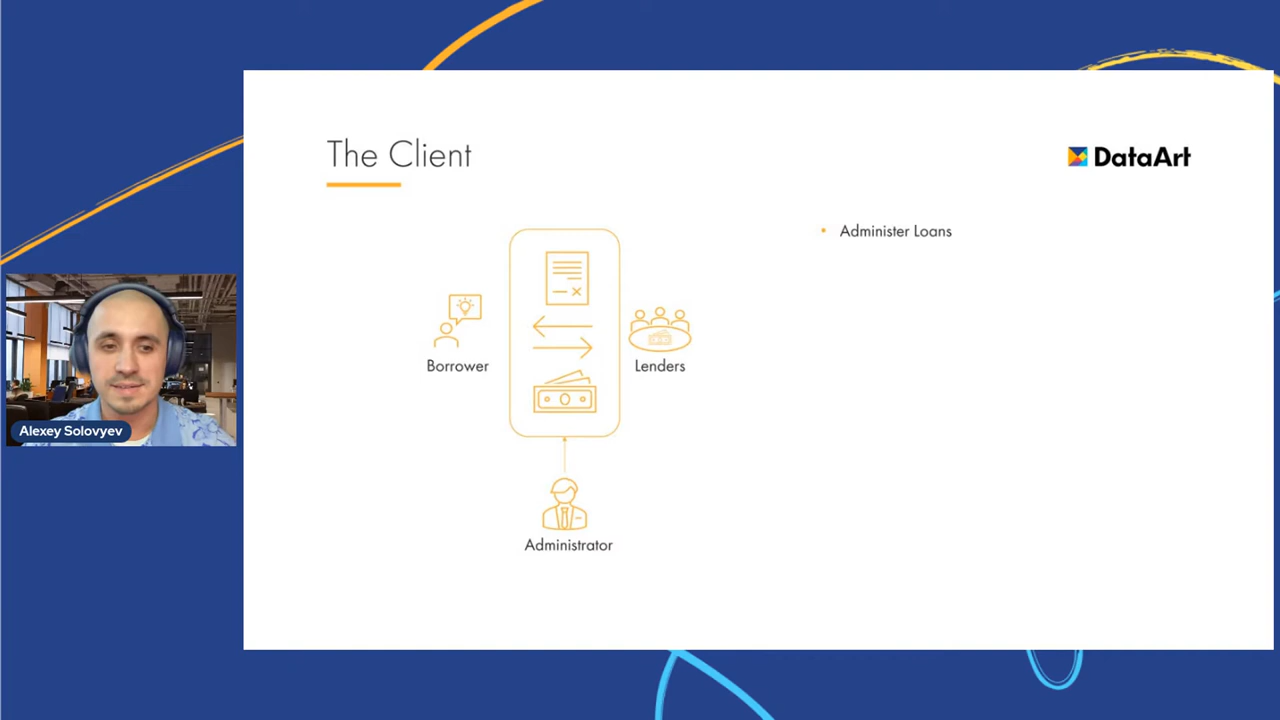 The Client
DataArt
Administer Loans
Borrower
Lenders
Administrator
Alexey Solovyev